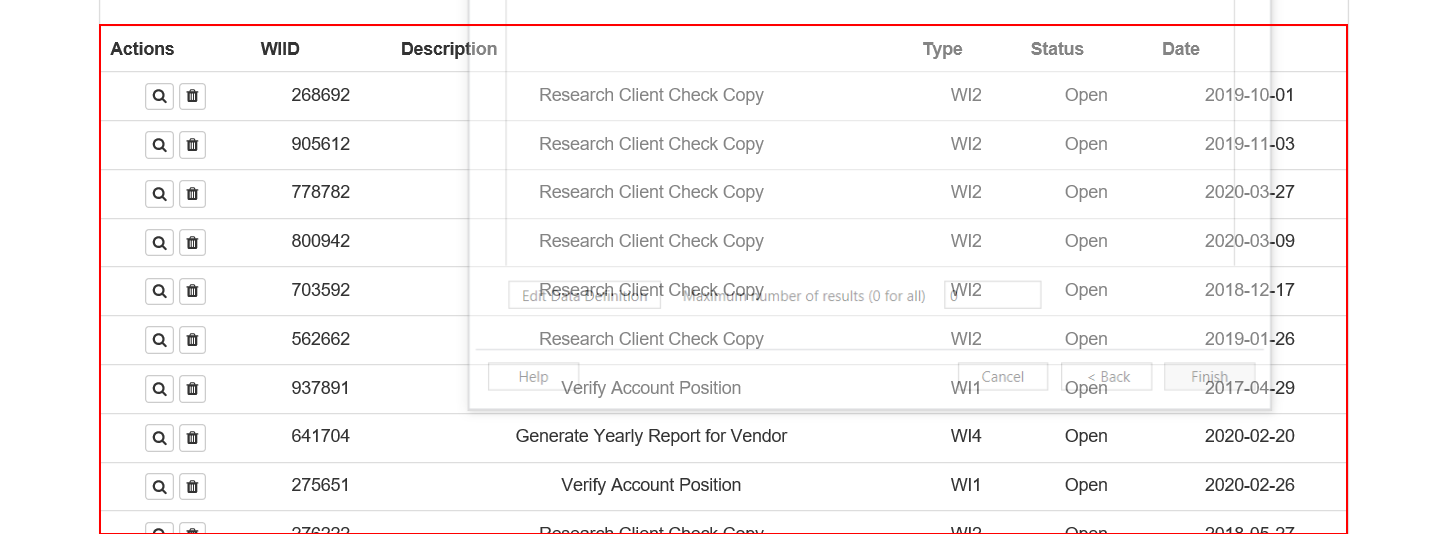 Actions WIID Description Type Status Date
268692 Research Client Check Copy WI2 Open 2019-10-01
905612 Research Client Check Copy WI2 Open 2019-11-03
778782 Research Client Check Copy WI2 Open 2020-03-27
800942 Research Client Check Copy WI2 Open 2020-03-09
703592 Research Client Check Copy WI2 Open 2018-12-17
Edit Data Definition Maximum number of results (0 for all) 0
562662 Research Client Check Copy WI2 Open 2019-01-26
Help Cancel < Back Finish
937891 Verify Account Position WI1 Open 2017-04-29
641704 Generate Yearly Report for Vendor WI4 Open 2020-02-20
275651 Verify Account Position WI1 Open 2020-02-26
Research Client Check Copy WI2 Open 2018-05-27